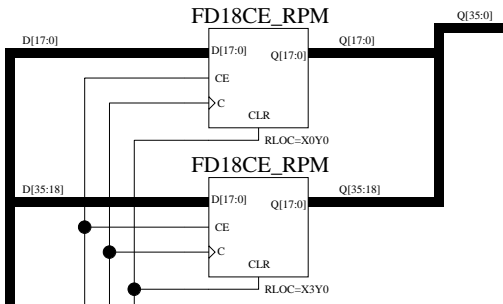 FD18CE_RPM
Q[35:0]
D[17:0]
Q[17:0]
D[17:0]
Q[17:0]
CE
C
CLR
RLOC=X0Y0
FD18CE_RPM
D[35:18]
Q[35:18]
D[17:0]
Q[17:0]
CE
C
CLR
RLOC=X3Y0